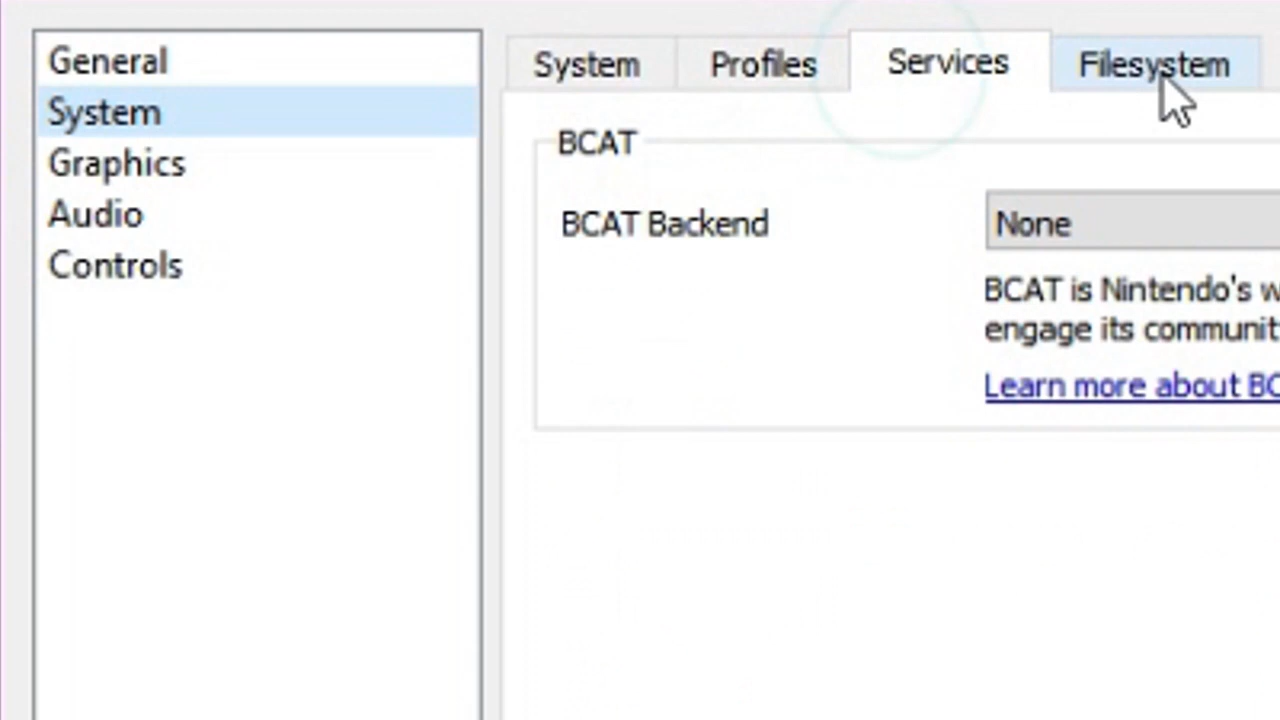 General
System
Graphics
Audio
Controls
System
Profiles
Services
Filesystem
BCAT
BCAT Backend
None
BCAT is Nintendo's w
engage its communit
Learn more about BC